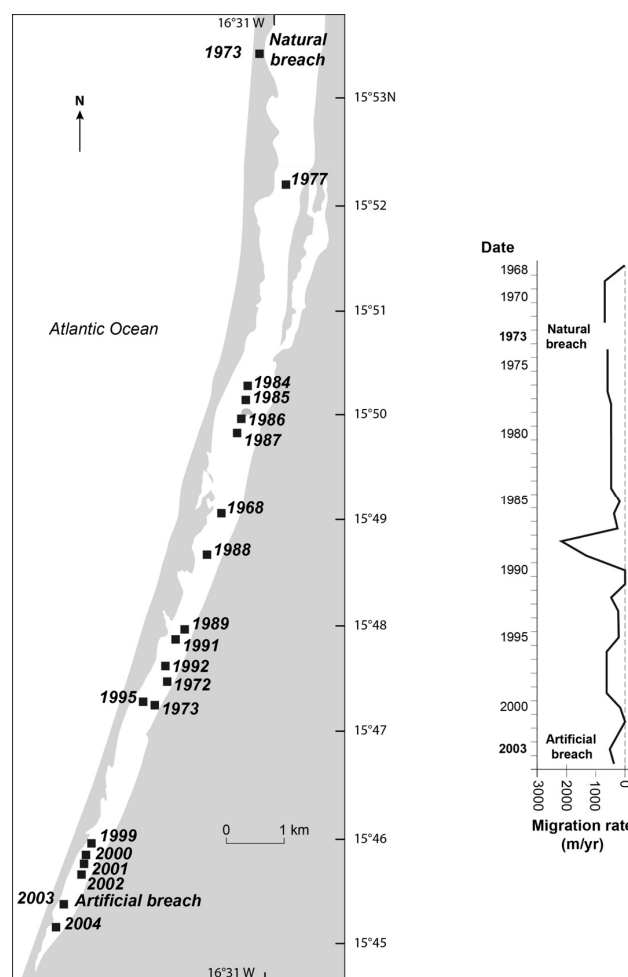 16°31 W
1973
Natural
breach
15°53N
N
1977
15°52
15°51
Atlantic Ocean
1984
1985
15°50
1986
1987
1968
15°49
1988
1989
15°48
1991
1992
1972
1995
1973
15°47
1999
0 1 km
15°46
2000
2001
2002
2003
Artificial breach
2004
15°45
16°31 W
Date
1968
1970
1973
Natural
breach
1975
1980
1985
1990
1995
2000
2003
Artificial
breach
3000
2000
1000
0
Migration rate
(m/yr)